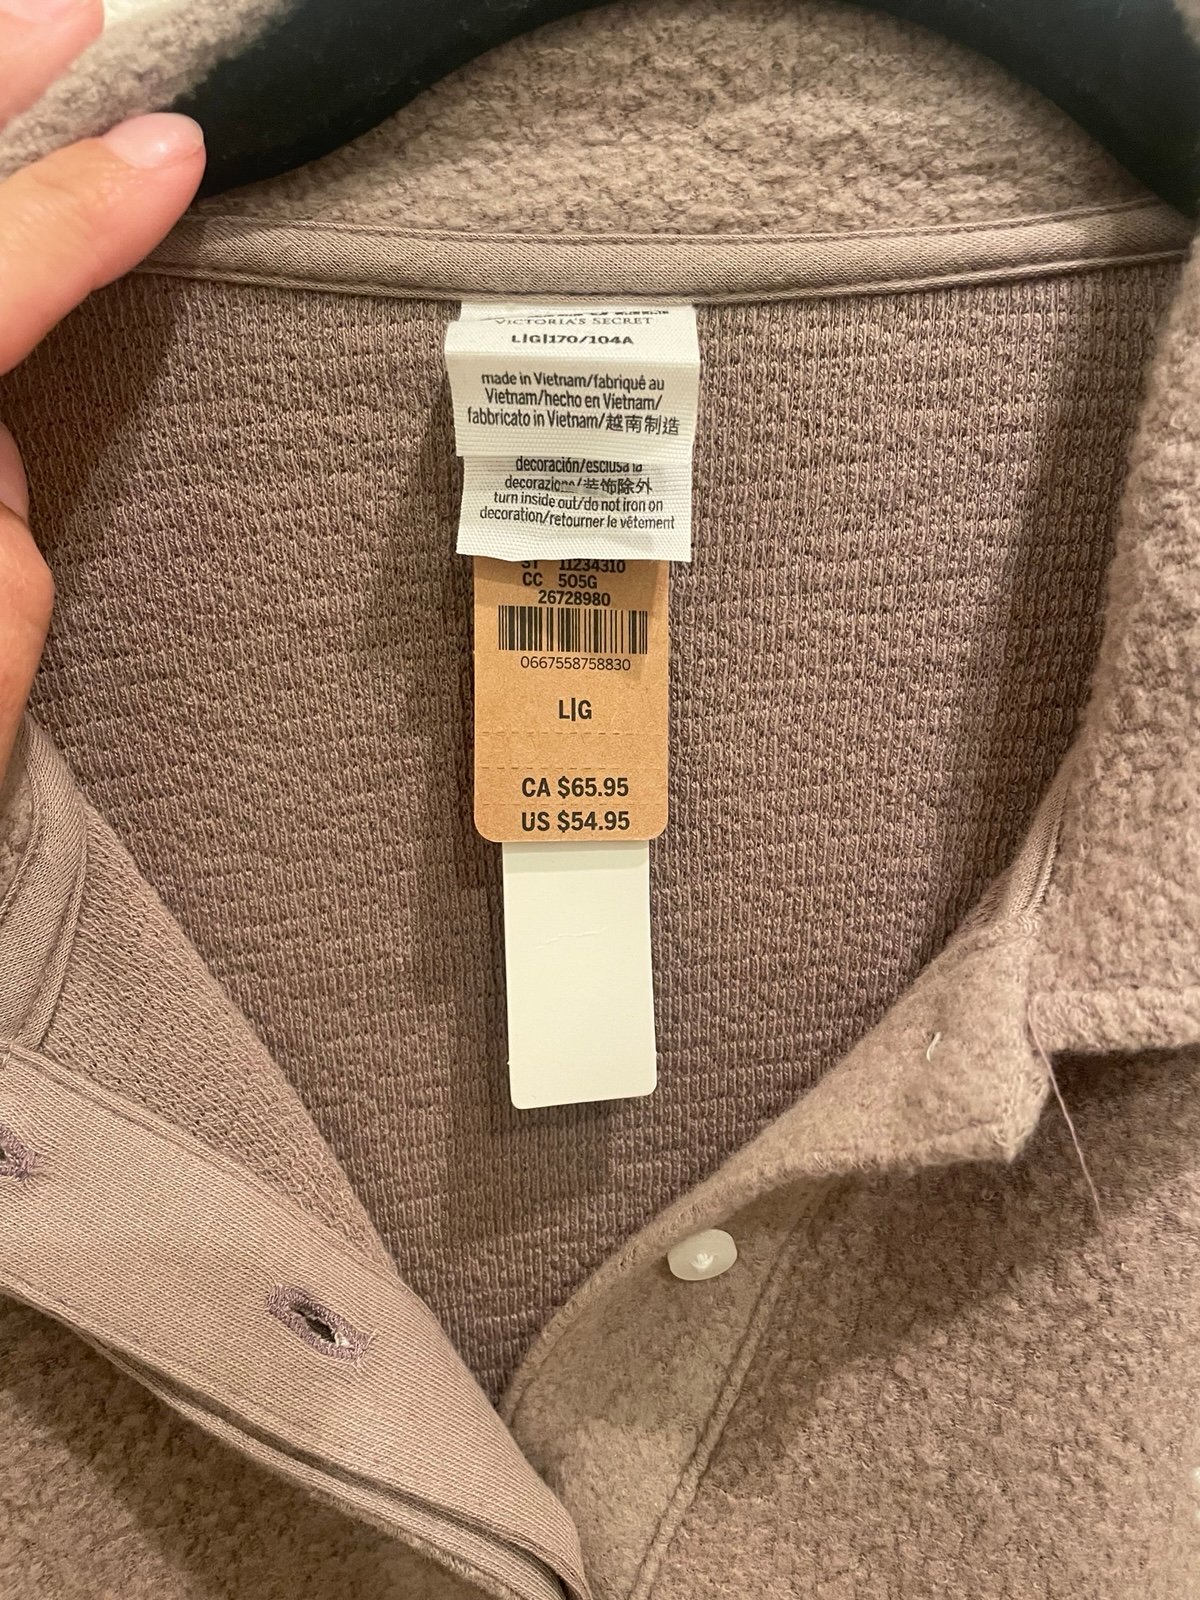 VICTORIA'S SECRET
L|G|170/104A
made in Vietnam/fabriqué au
Vietnam/hecho en Vietnam/
fabbricato in Vietnam/越南制造
decoración/esclusa la
decorazione/装饰除外
turn inside out/do not iron on
decoration/retourner le vêtement
ST 11234310
CC 505G
26728980
0667558758830
L|G
CA $65.95
US $54.95